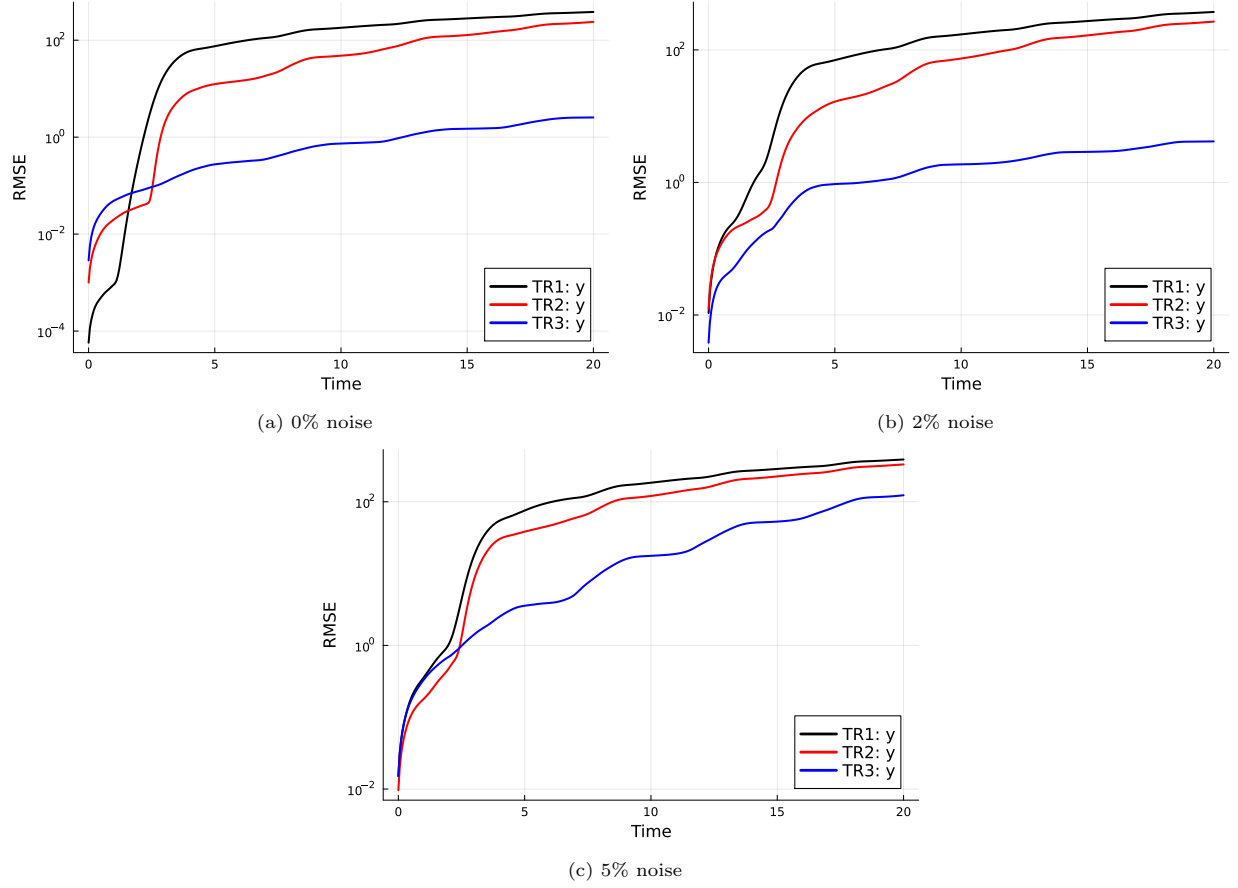 RMSE
10^2
10^0
10^−2
10^−4
0 5 10 15 20
Time
TR1: y
TR2: y
TR3: y
(a) 0% noise
RMSE
10^2
10^0
10^−2
0 5 10 15 20
Time
TR1: y
TR2: y
TR3: y
(b) 2% noise
RMSE
10^2
10^0
10^−2
0 5 10 15 20
Time
TR1: y
TR2: y
TR3: y
(c) 5% noise